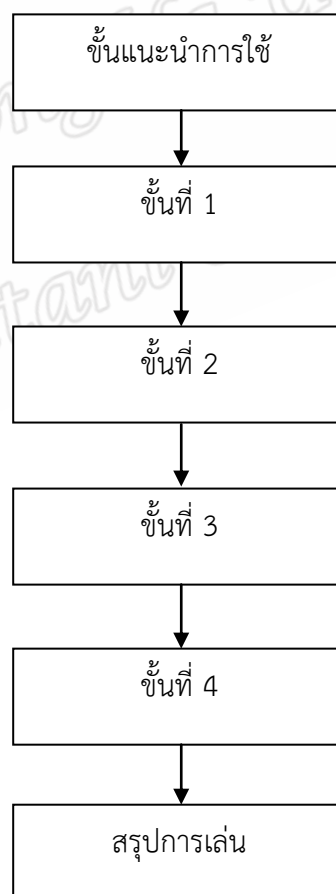 ขั้นแนะนำการใช้
ขั้นที่ 1
ขั้นที่ 2
ขั้นที่ 3
ขั้นที่ 4
สรุปการเล่น